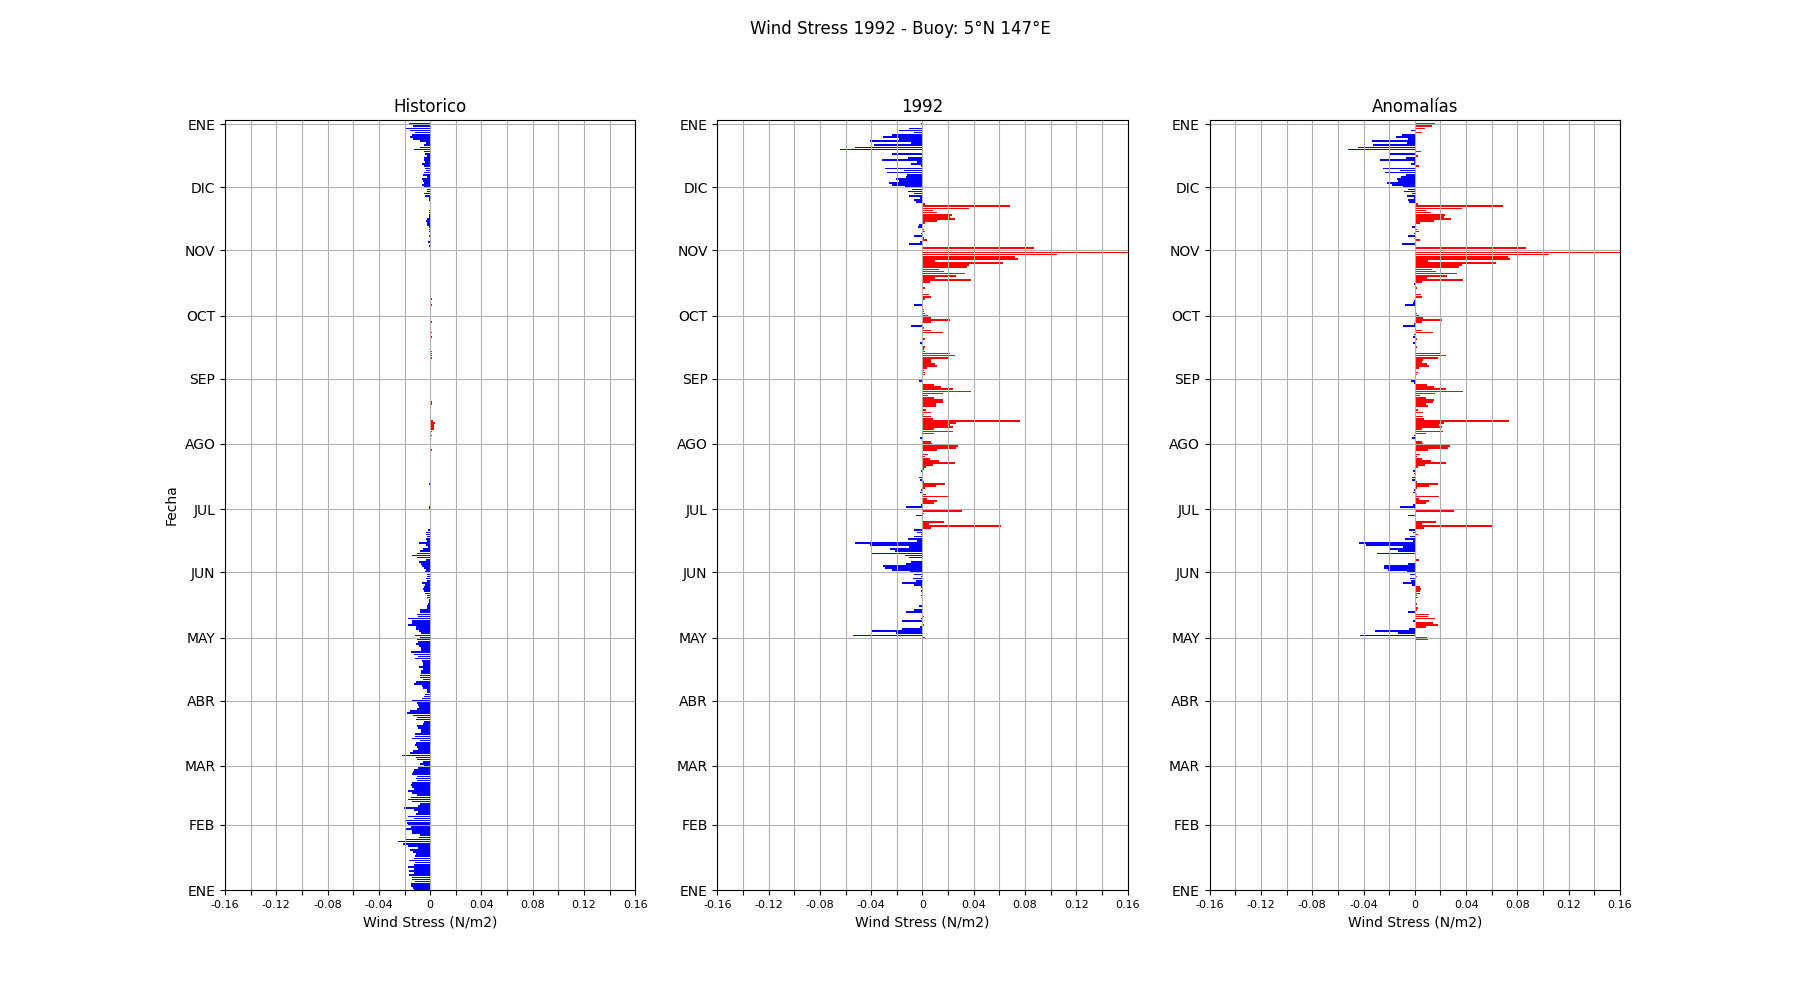 Wind Stress 1992 - Buoy: 5°N 147°E
Historico
ENE
DIC
NOV
OCT
SEP
AGO
JUL
JUN
MAY
ABR
MAR
FEB
ENE
Fecha
-0.16 -0.12 -0.08 -0.04 0 0.04 0.08 0.12 0.16
Wind Stress (N/m2)
1992
ENE
DIC
NOV
OCT
SEP
AGO
JUL
JUN
MAY
ABR
MAR
FEB
ENE
-0.16 -0.12 -0.08 -0.04 0 0.04 0.08 0.12 0.16
Wind Stress (N/m2)
Anomalías
ENE
DIC
NOV
OCT
SEP
AGO
JUL
JUN
MAY
ABR
MAR
FEB
ENE
-0.16 -0.12 -0.08 -0.04 0 0.04 0.08 0.12 0.16
Wind Stress (N/m2)